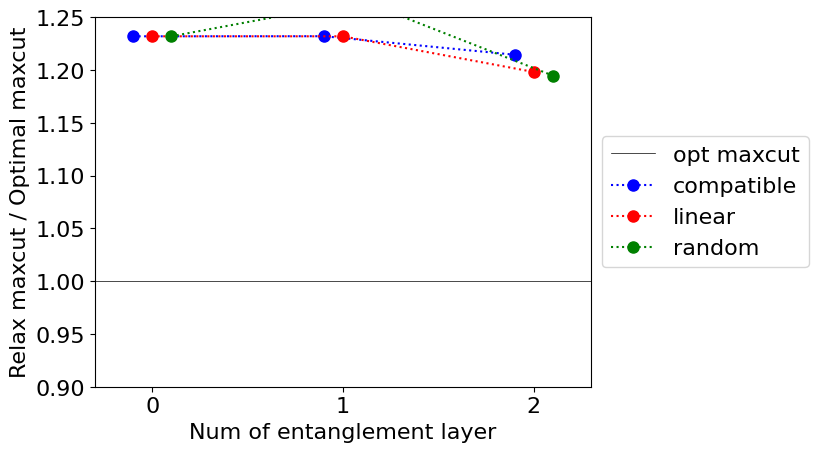 Relax maxcut / Optimal maxcut
1.25
1.20
1.15
1.10
1.05
1.00
0.95
0.90
0
1
2
Num of entanglement layer
opt maxcut
compatible
linear
random